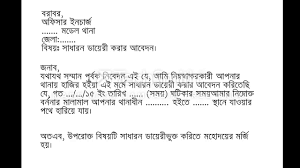 বরাবর,
অফিসার ইনচার্জ
....... মডেল থানা
জেলা:.......
বিষয়ঃ সাধারন ডায়েরী করার আবেদন।
জনাব,
যথাযথ সম্মান পূর্বক নিবেদন এই যে, আমি নিম্নস্বাক্ষরকারী আপনার
থানায় হাজির হইয়া এই মর্মে সাধারন ডায়েরী করার আবেদন করিতেছি
যে, গত .../.../১৫ ইং তারিখ ...... (সময়) ঘটিকার সময়আমার নিম্নোক্ত
বর্ননার মালামাল আপনার থানাধীন .......... হইতে ....... স্থানে যাওয়ার
পথে হারিয়ে যায়।
অতএব, উপরোক্ত বিষয়টি সাধারন ডায়েরীভুক্ত করিতে মহোদয়ের মর্জি
হয়।